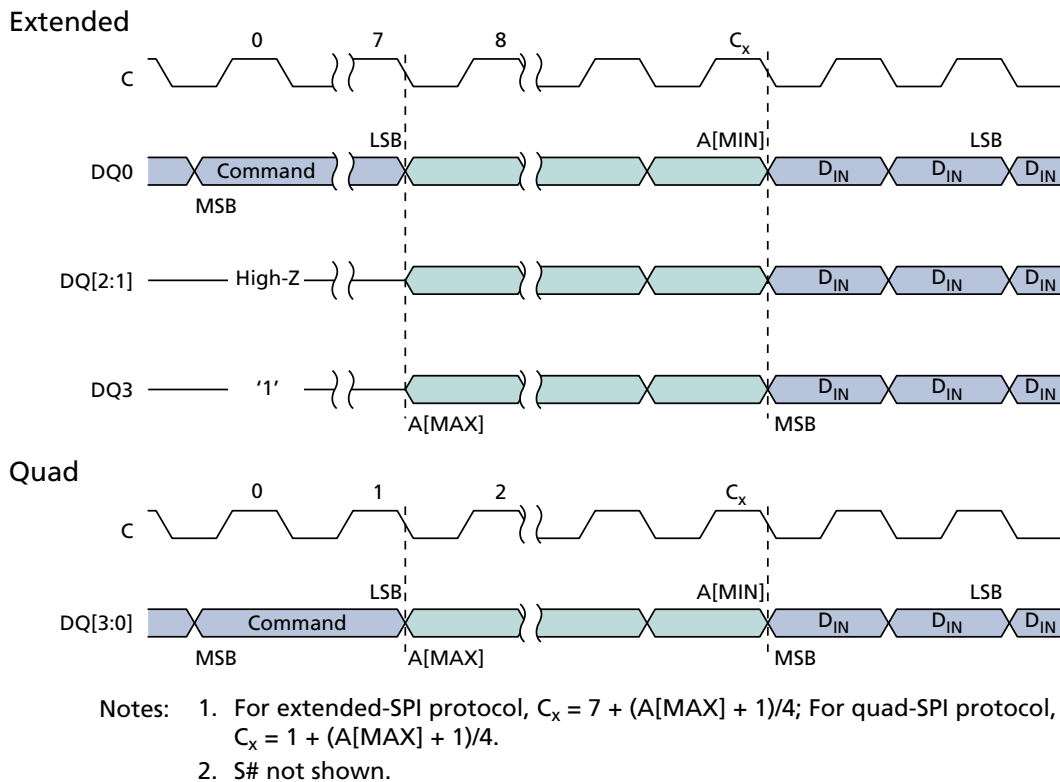 Extended
0 7 8 Cx
C
LSB A[MIN] LSB
DQ0 Command DIN DIN DIN
MSB
DQ[2:1] High-Z DIN DIN DIN
DQ3 ‘1’ DIN DIN DIN
A[MAX] MSB
Quad
0 1 2 Cx
C
LSB A[MIN] LSB
DQ[3:0] Command DIN DIN DIN
MSB A[MAX] MSB
Notes: 1. For extended-SPI protocol, Cx = 7 + (A[MAX] + 1)/4; For quad-SPI protocol,
Cx = 1 + (A[MAX] + 1)/4.
2. S# not shown.